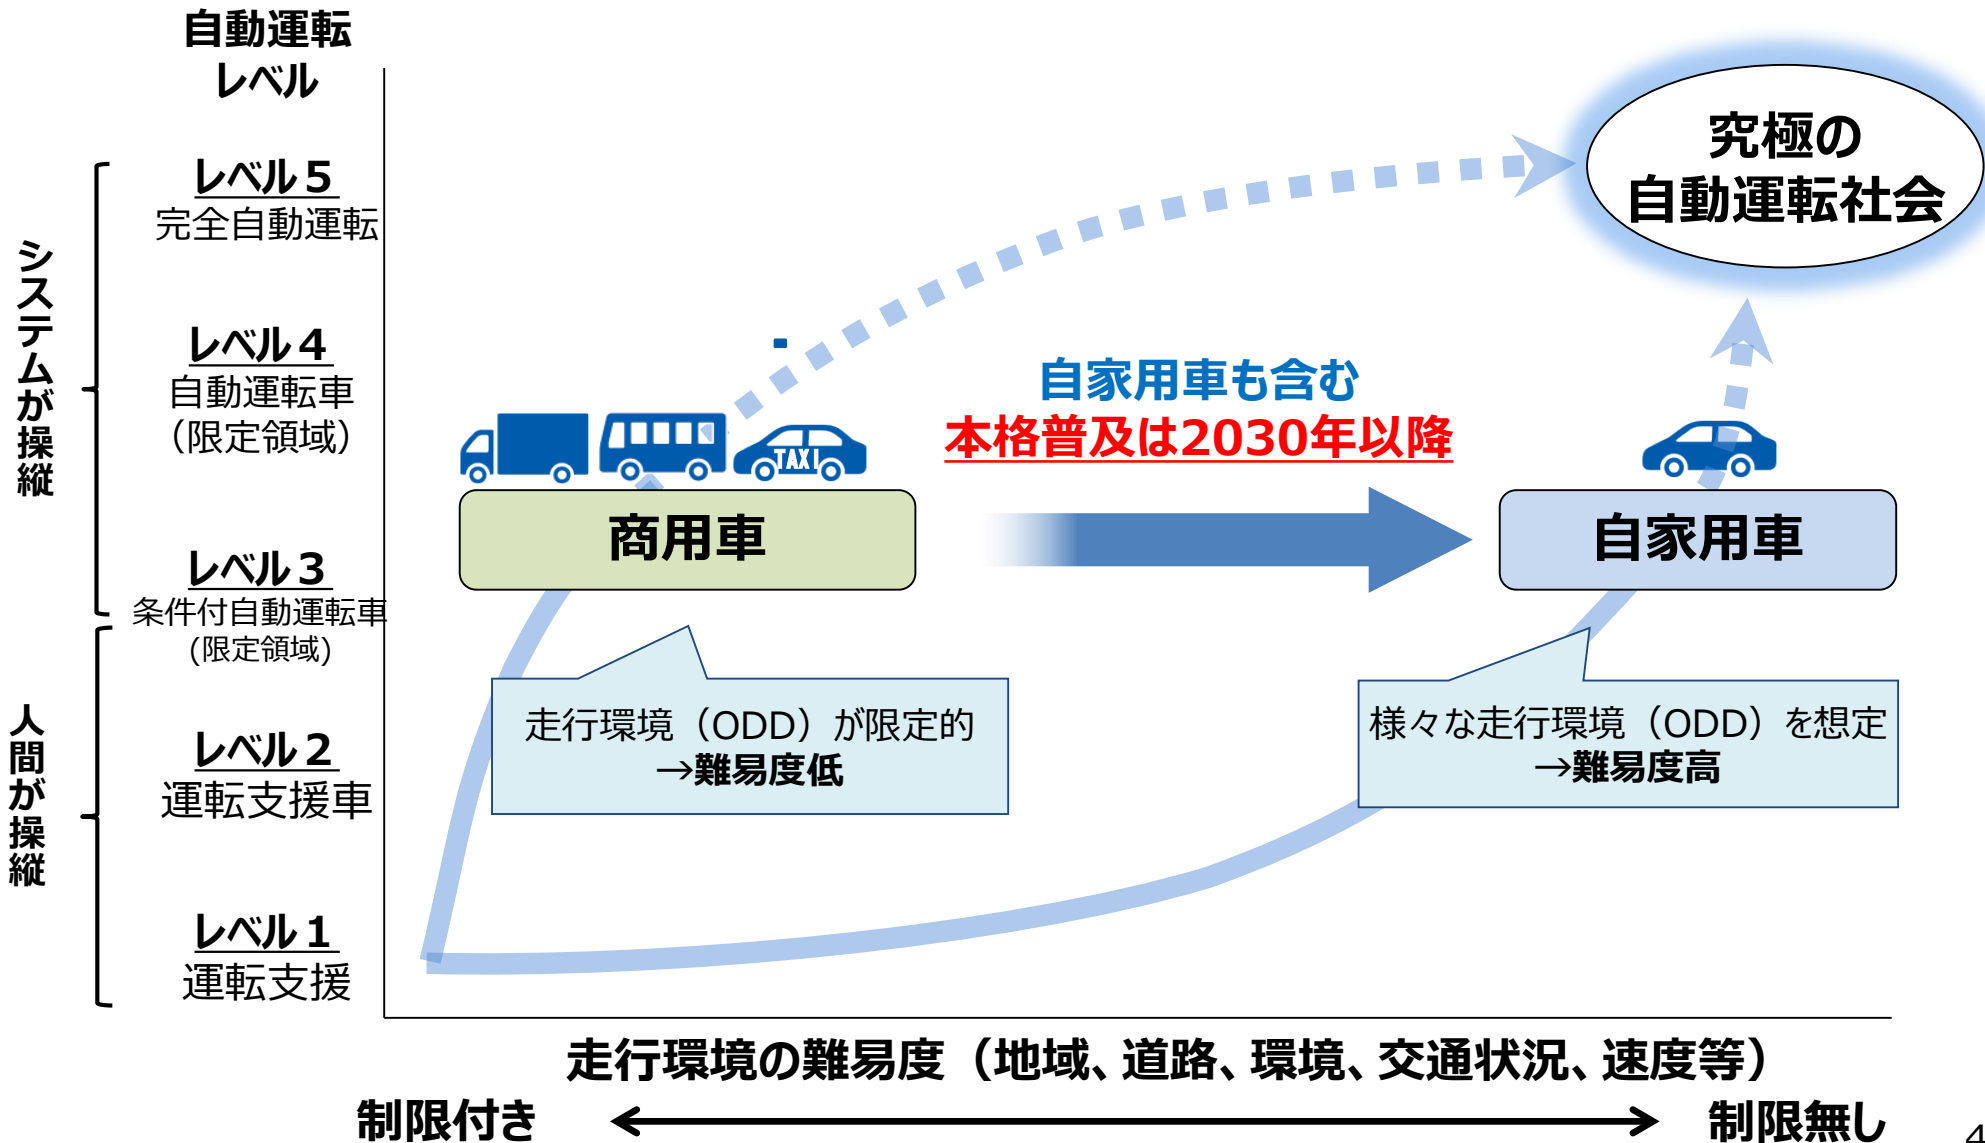 自動運転
レベル
レベル５
完全自動運転
レベル４
自動運転車
（限定領域）
レベル３
条件付自動運転車
（限定領域）
レベル２
運転支援車
レベル１
運転支援
システムが操縦
人間が操縦
究極の
自動運転社会
自家用車も含む
本格普及は2030年以降
TAXI
商用車
自家用車
走行環境（ODD）が限定的
→難易度低
様々な走行環境（ODD）を想定
→難易度高
走行環境の難易度（地域、道路、環境、交通状況、速度等）
制限付き
制限無し
4